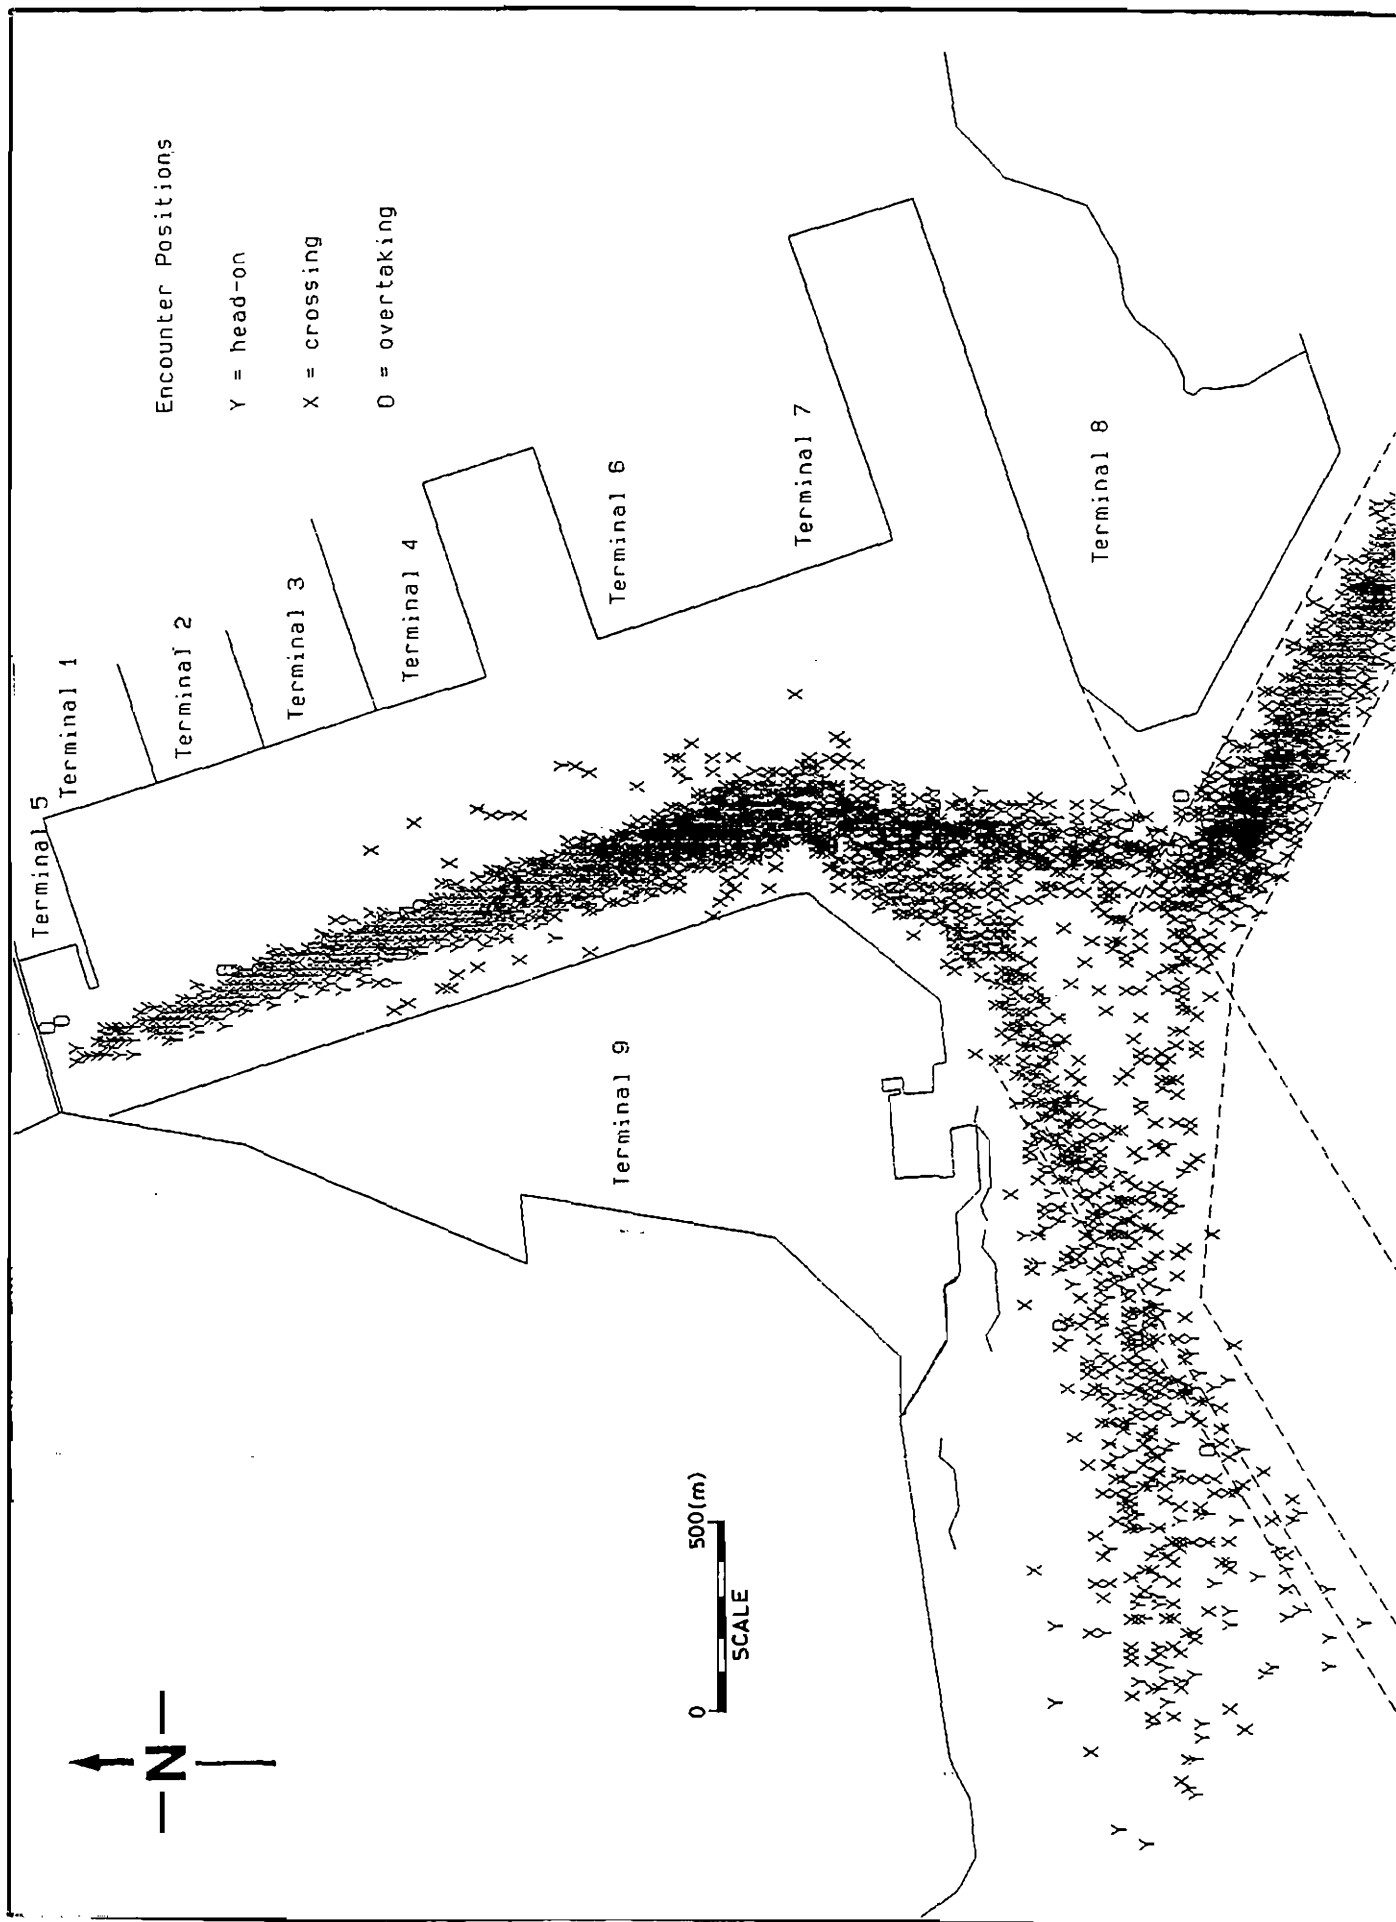 Encounter Positions
Y = head-on
X = crossing
O = overtaking
Terminal 5
Terminal 1
Terminal 2
Terminal 3
Terminal 4
Terminal 6
Terminal 7
Terminal 8
Terminal 9
N
0 500(m)
SCALE